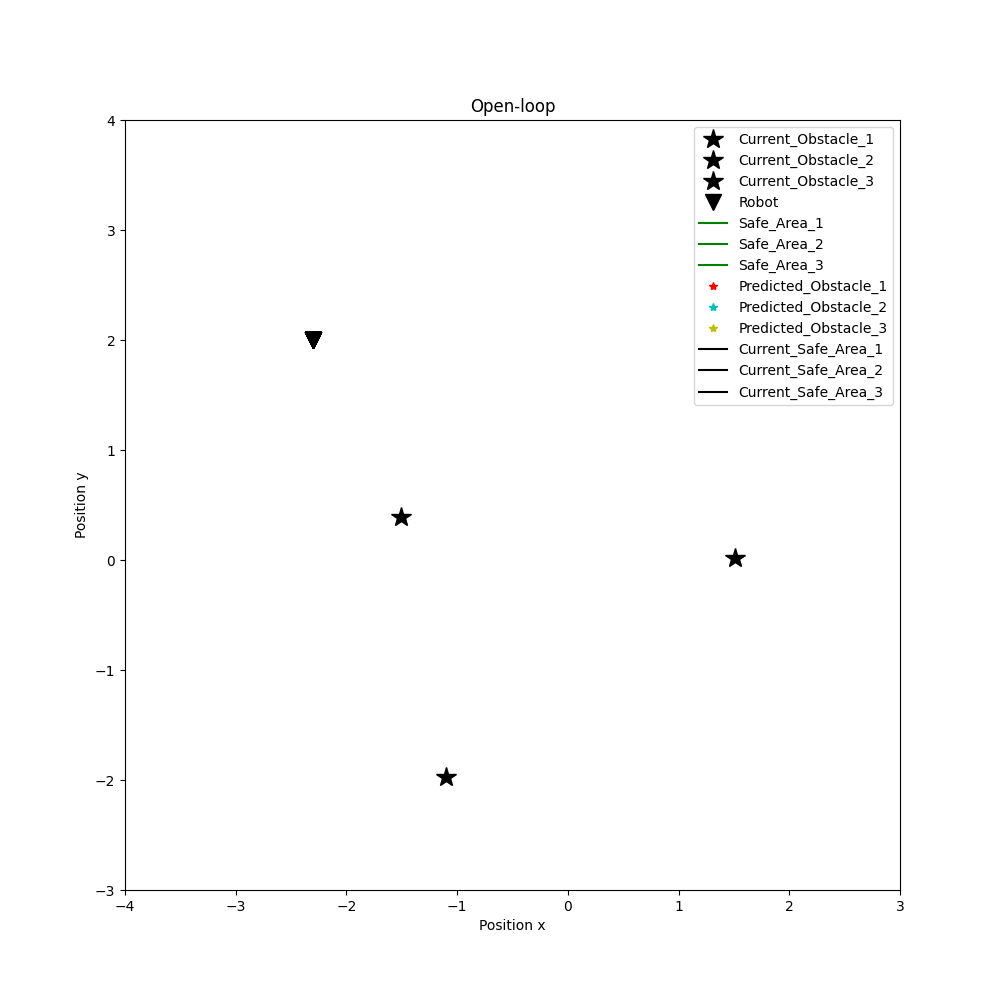 Open-loop
Current_Obstacle_1
Current_Obstacle_2
Current_Obstacle_3
Robot
Safe_Area_1
Safe_Area_2
Safe_Area_3
Predicted_Obstacle_1
Predicted_Obstacle_2
Predicted_Obstacle_3
Current_Safe_Area_1
Current_Safe_Area_2
Current_Safe_Area_3
4
3
2
1
0
−1
−2
−3
Position y
−4 −3 −2 −1 0 1 2 3
Position x